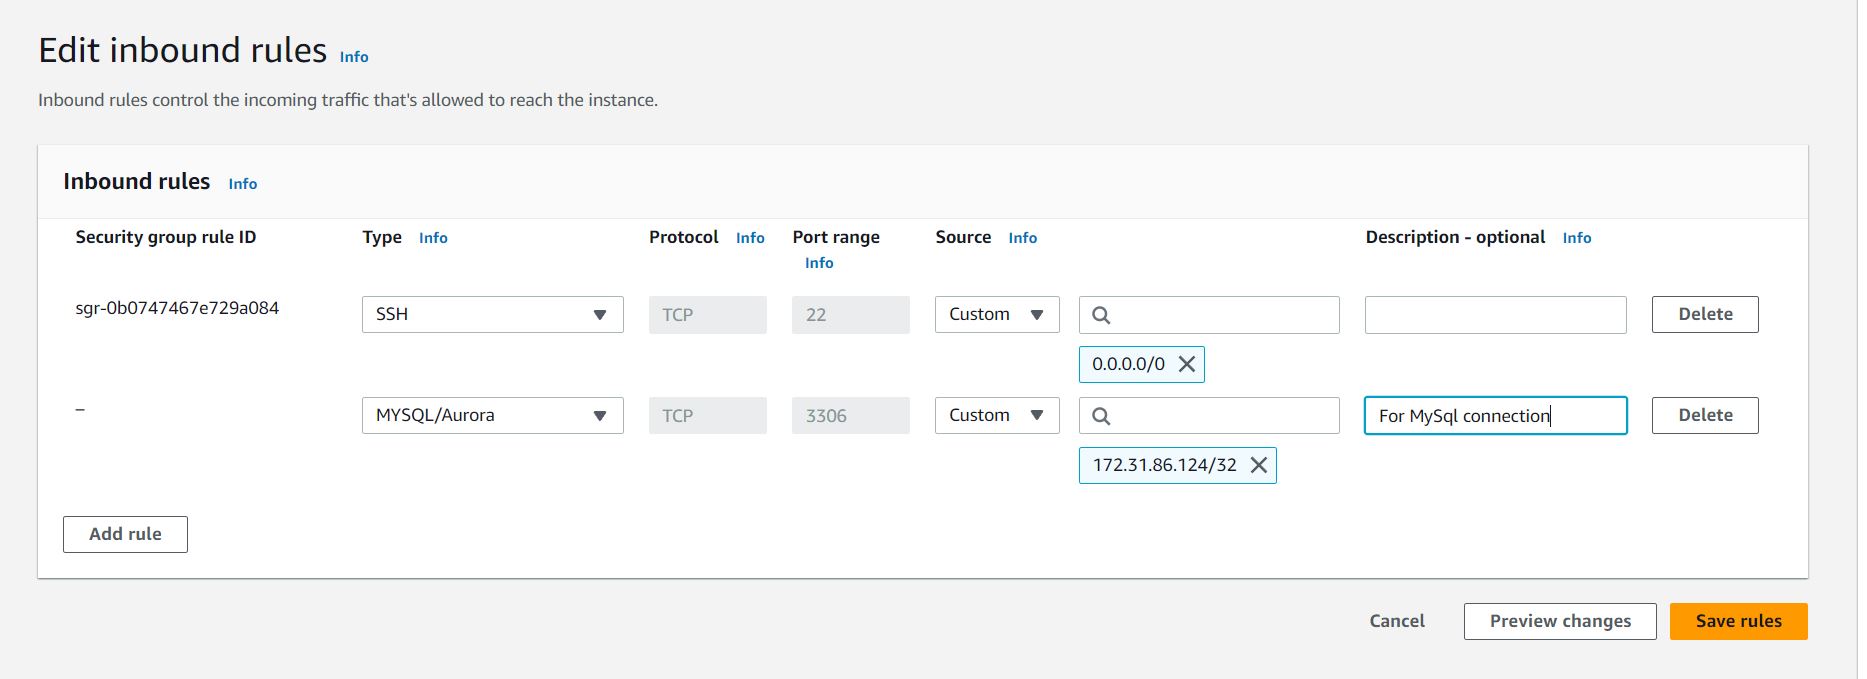 Edit inbound rules Info
Inbound rules control the incoming traffic that's allowed to reach the instance.
Inbound rules Info
Security group rule ID Type Info Protocol Info Port range Info Source Info Description - optional Info
sgr-0b0747467e729a084 SSH TCP 22 Custom Delete
0.0.0.0/0
– MYSQL/Aurora TCP 3306 Custom For MySql connection Delete
172.31.86.124/32
Add rule
Cancel Preview changes Save rules